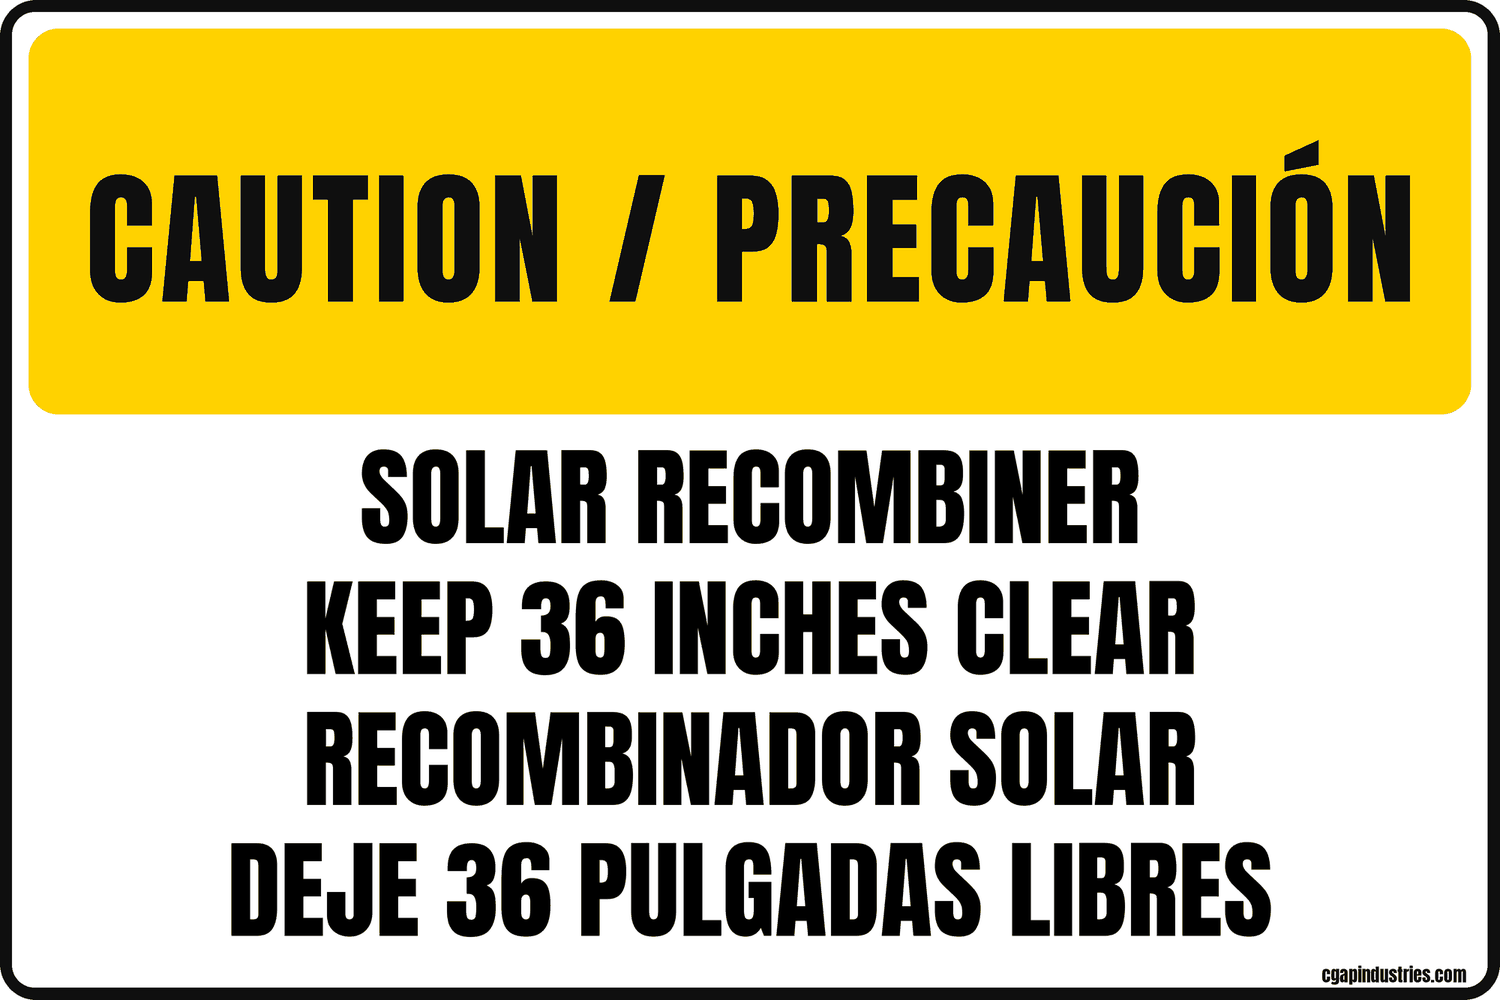 CAUTION / PRECAUCIÓN
SOLAR RECOMBINER
KEEP 36 INCHES CLEAR
RECOMBINADOR SOLAR
DEJE 36 PULGADAS LIBRES
cgapindustries.com